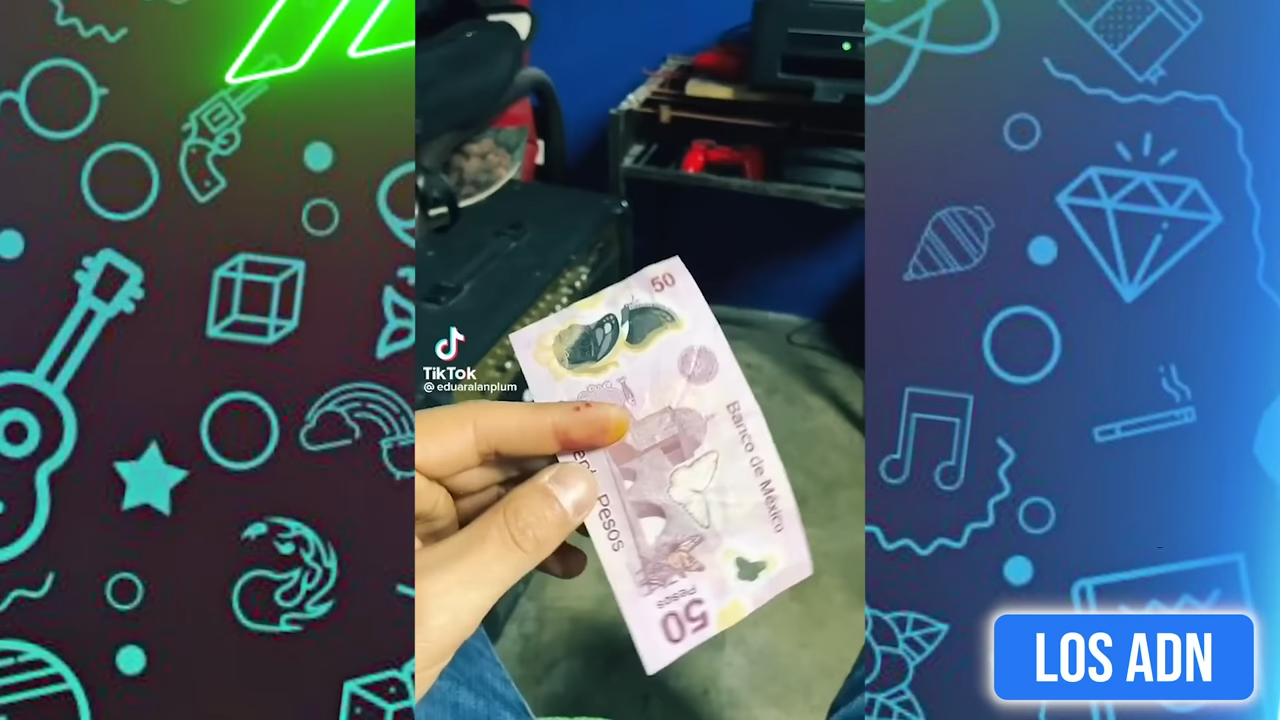 50
Banco de México
Pesos
Pesos
50
TikTok
@ eduaralanplum
LOS ADN